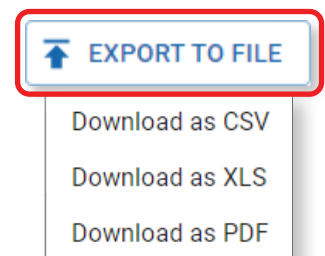 EXPORT TO FILE
Download as CSV
Download as XLS
Download as PDF